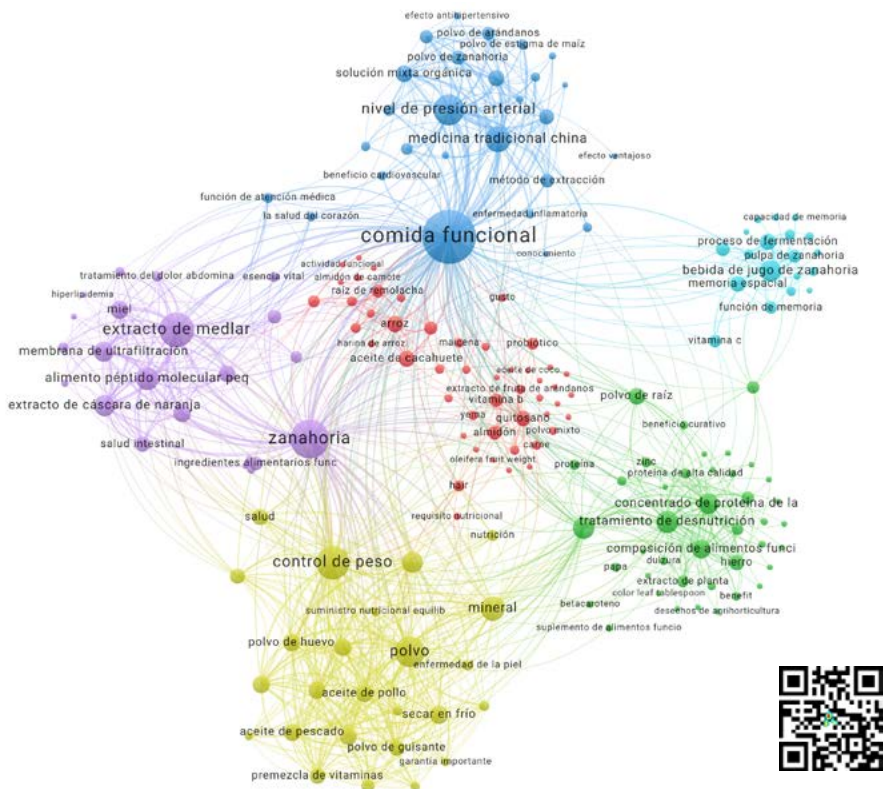 efecto antihipertensivo
polvo de arándanos
polvo de estigma de maíz
polvo de zanahoria
solución mixta orgánica
nivel de presión arterial
medicina tradicional china
efecto ventajoso
beneficio cardiovascular
método de extracción
función de atención médica
enfermedad inflamatoria
la salud del corazón
comida funcional
conocimiento
capacidad de memoria
proceso de fermentación
pulpa de zanahoria
bebida de jugo de zanahoria
memoria espacial
función de memoria
vitamina c
actividad funcional
tratamiento del dolor abdomina
esencia vital
almidón de camote
raíz de remolacha
hiperlipidemia
miel
gusto
extracto de medlar
arroz
harina de arroz
maicena
probiótico
membrana de ultrafiltración
aceite de cacahuete
aceite de coco
alimento péptido molecular peq
extracto de fruta de arándanos
vitamina b
polvo de raíz
extracto de cáscara de naranja
yema
quitosano
zanahoria
almidón
polvo mixto
beneficio curativo
salud intestinal
carne
oleifera fruit weight
ingredientes alimentarios func
proteína
zinc
proteína de alta calidad
hair
concentrado de proteína de la
salud
requisito nutricional
tratamiento de desnutrición
nutrición
control de peso
composición de alimentos funci
dulzura
hierro
papa
extracto de planta
color leaf tablespoon
benefit
suministro nutricional equilib
mineral
betacaroteno
desechos de agrihorticultura
suplemento de alimentos funcio
polvo de huevo
polvo
enfermedad de la piel
aceite de pollo
secar en frío
aceite de pescado
polvo de guisante
garantía importante
premezcla de vitaminas